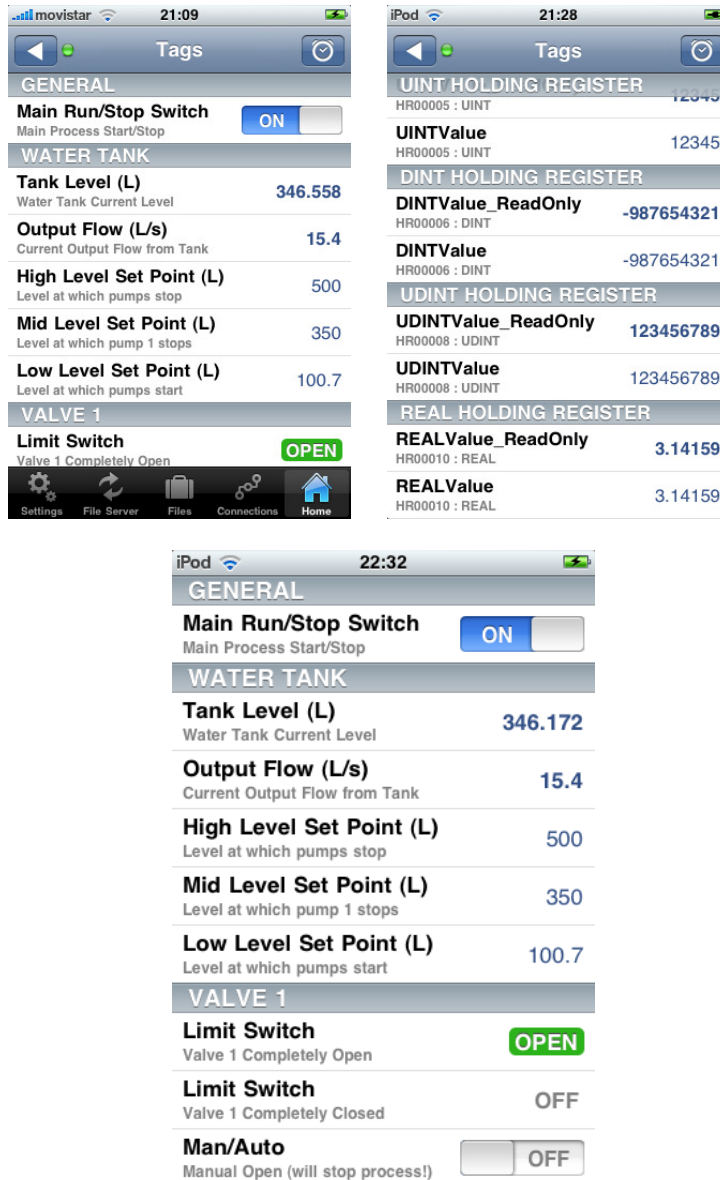 movistar 21:09
Tags
GENERAL
Main Run/Stop Switch
Main Process Start/Stop
ON
WATER TANK
Tank Level (L)
Water Tank Current Level
346.558
Output Flow (L/s)
Current Output Flow from Tank
15.4
High Level Set Point (L)
Level at which pumps stop
500
Mid Level Set Point (L)
Level at which pump 1 stops
350
Low Level Set Point (L)
Level at which pumps start
100.7
VALVE 1
Limit Switch
Valve 1 Completely Open
OPEN
Settings File Server Files Connections Home
iPod 21:28
Tags
UINT HOLDING REGISTER
HR00005 : UINT
12345
UINTValue
HR00005 : UINT
12345
DINT HOLDING REGISTER
DINTValue_ReadOnly
HR00006 : DINT
-987654321
DINTValue
HR00006 : DINT
-987654321
UDINT HOLDING REGISTER
UDINTValue_ReadOnly
HR00008 : UDINT
123456789
UDINTValue
HR00008 : UDINT
123456789
REAL HOLDING REGISTER
REALValue_ReadOnly
HR00010 : REAL
3.14159
REALValue
HR00010 : REAL
3.14159
iPod 22:32
GENERAL
Main Run/Stop Switch
Main Process Start/Stop
ON
WATER TANK
Tank Level (L)
Water Tank Current Level
346.172
Output Flow (L/s)
Current Output Flow from Tank
15.4
High Level Set Point (L)
Level at which pumps stop
500
Mid Level Set Point (L)
Level at which pump 1 stops
350
Low Level Set Point (L)
Level at which pumps start
100.7
VALVE 1
Limit Switch
Valve 1 Completely Open
OPEN
Limit Switch
Valve 1 Completely Closed
OFF
Man/Auto
Manual Open (will stop process!)
OFF